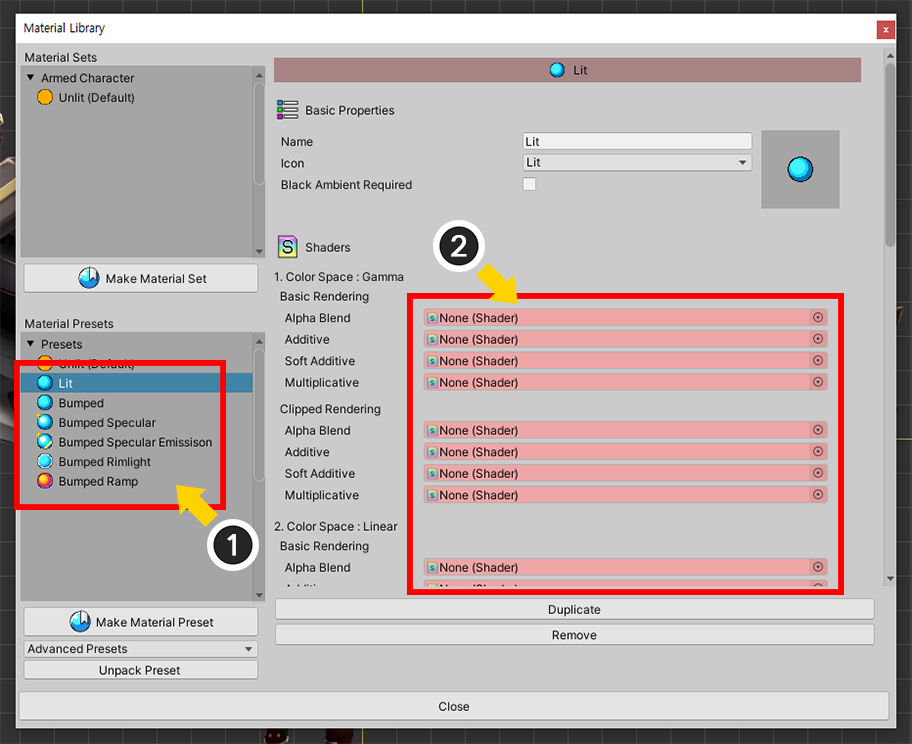 Material Library
x
Material Sets
Armed Character
Unlit (Default)
Make Material Set
Material Presets
Presets
Unlit (Default)
Lit
Bumped
Bumped Specular
Bumped Specular Emissison
Bumped Rimlight
Bumped Ramp
1
Make Material Preset
Advanced Presets
Unpack Preset
Lit
Basic Properties
Name Lit
Icon Lit
Black Ambient Required
S Shaders
2
1. Color Space : Gamma
Basic Rendering
Alpha Blend S None (Shader)
Additive S None (Shader)
Soft Additive S None (Shader)
Multiplicative S None (Shader)
Clipped Rendering
Alpha Blend S None (Shader)
Additive S None (Shader)
Soft Additive S None (Shader)
Multiplicative S None (Shader)
2. Color Space : Linear
Basic Rendering
Alpha Blend S None (Shader)
Additive None (Shader)
Duplicate
Remove
Close